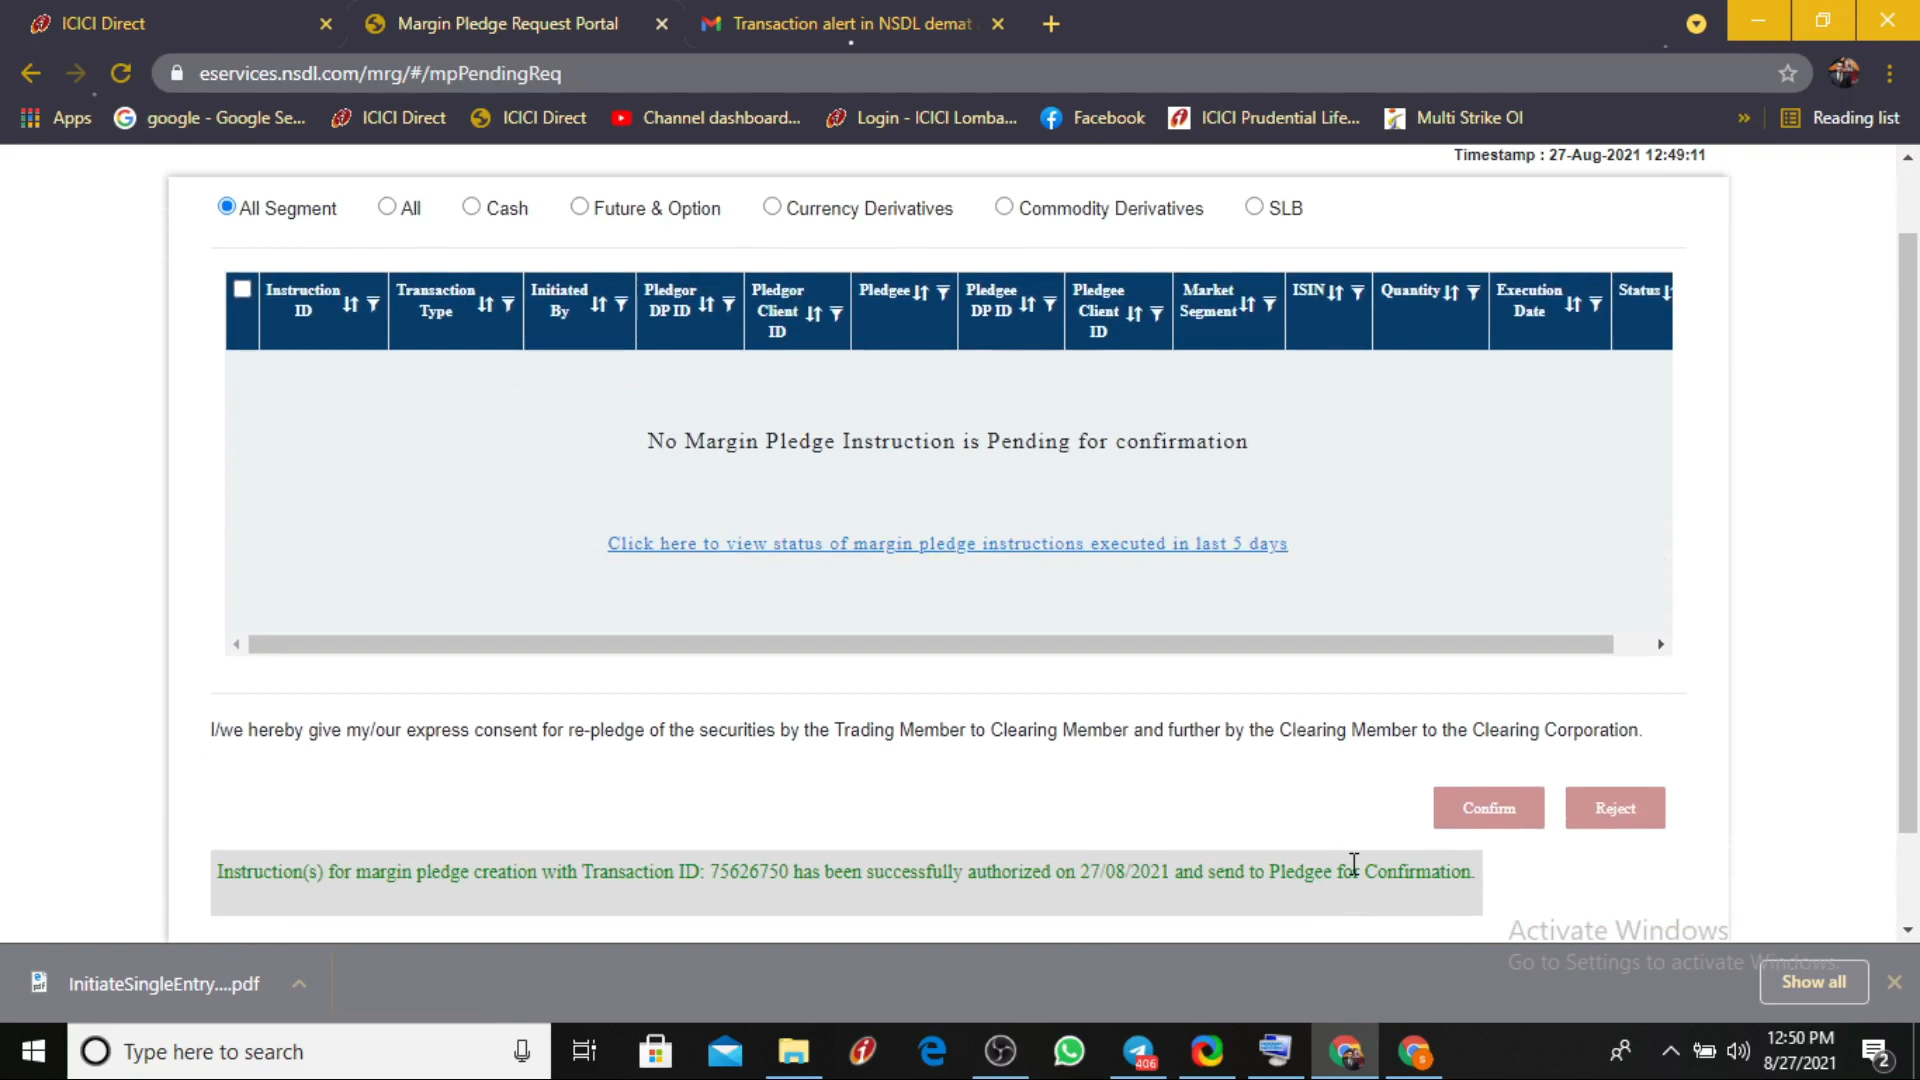 ICICI Direct
Margin Pledge Request Portal
Transaction alert in NSDL demat
eservices.nsdl.com/mrg/#/mpPendingReq
Apps
google - Google Se...
ICICI Direct
ICICI Direct
Channel dashboard...
Login - ICICI Lomba...
Facebook
ICICI Prudential Life...
Multi Strike OI
»
Reading list
Timestamp : 27-Aug-2021 12:49:11
All Segment
All
Cash
Future & Option
Currency Derivatives
Commodity Derivatives
SLB
Instruction ID
Transaction Type
Initiated By
Pledgor DP ID
Pledgor Client ID
Pledgee
Pledgee DP ID
Pledgee Client ID
Market Segment
ISIN
Quantity
Execution Date
Status
No Margin Pledge Instruction is Pending for confirmation
Click here to view status of margin pledge instructions executed in last 5 days
I/we hereby give my/our express consent for re-pledge of the securities by the Trading Member to Clearing Member and further by the Clearing Member to the Clearing Corporation.
Confirm
Reject
Instruction(s) for margin pledge creation with Transaction ID: 75626750 has been successfully authorized on 27/08/2021 and send to Pledgee for Confirmation.
Activate Windows
Go to Settings to activate Windows.
InitiateSingleEntry....pdf
Show all
Type here to search
406
12:50 PM
8/27/2021
2